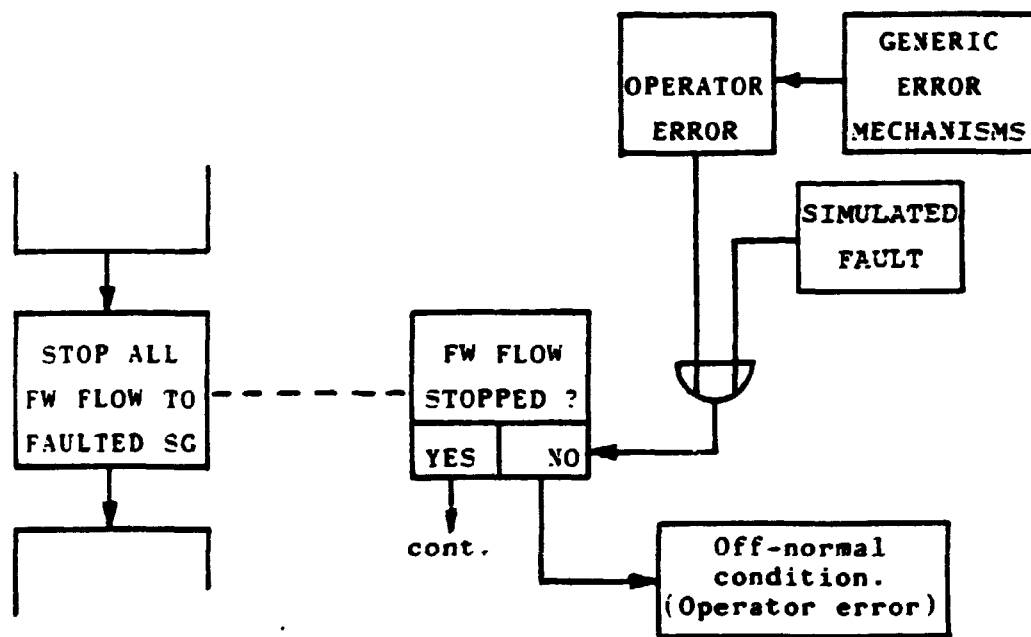 GENERIC
ERROR
MECHANISMS
OPERATOR
ERROR
SIMULATED
FAULT
STOP ALL
FW FLOW TO
FAULTED SG
FW FLOW
STOPPED ?
YES
NO
cont.
Off-normal
condition.
(Operator error)